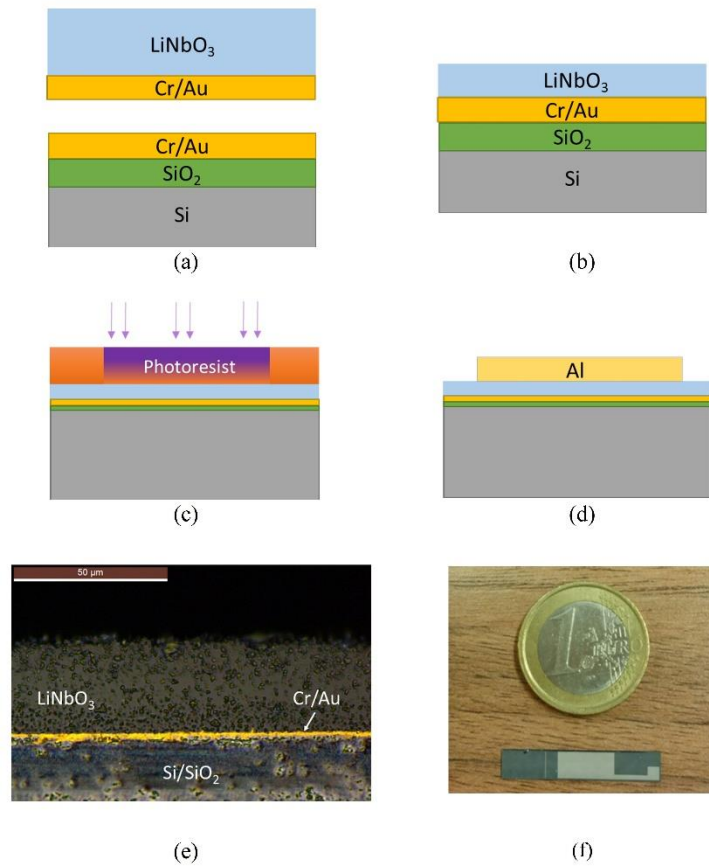 LiNbO₃
Cr/Au
Cr/Au
SiO₂
Si
(a)
LiNbO₃
Cr/Au
SiO₂
Si
(b)
Photoresist
(c)
Al
(d)
50 µm
LiNbO₃
Cr/Au
Si/SiO₂
(e)
1
EURO
(f)